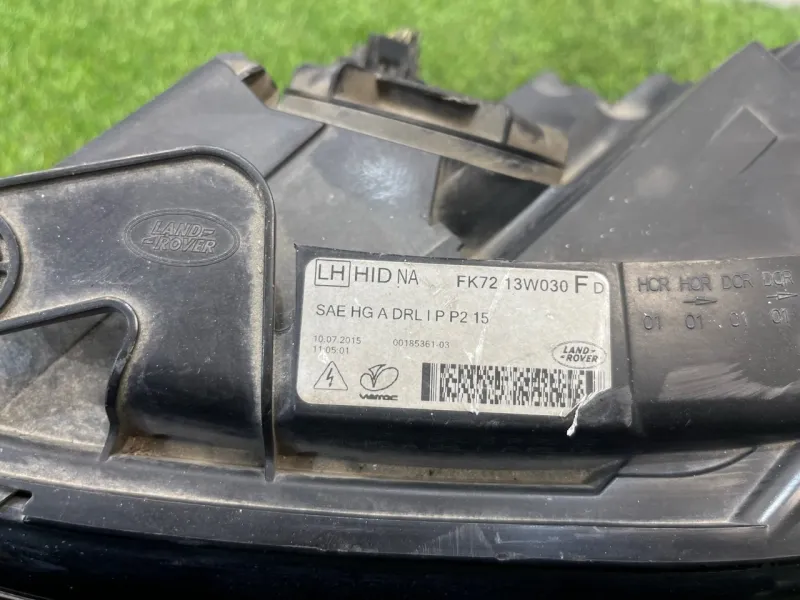 LAND-
-ROVER
LH HID NA FK72 13W030 F D
SAE HG A DRL I P P2 15
10.07.2015 00185361-03
11:05:01
LAND-
-ROVER
HCR HOR DCR DCR
01 01 01 01